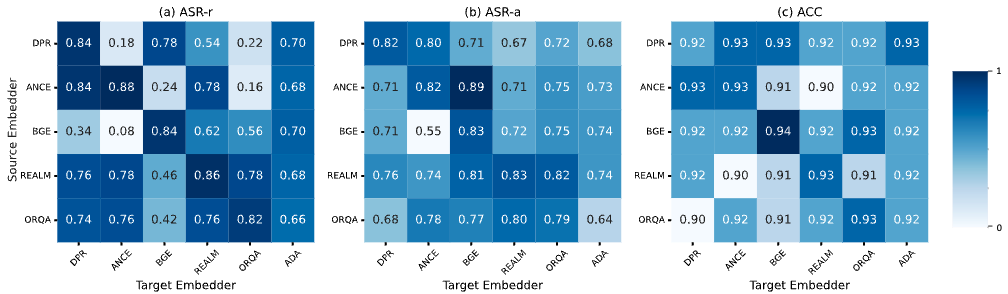 (a) ASR-r
(b) ASR-a
(c) ACC
Source Embedder
DPR 0.84 0.18 0.78 0.54 0.22 0.70
ANCE 0.84 0.88 0.24 0.78 0.16 0.68
BGE 0.34 0.08 0.84 0.62 0.56 0.70
REALM 0.76 0.78 0.46 0.86 0.78 0.68
ORQA 0.74 0.76 0.42 0.76 0.82 0.66
DPR ANCE BGE REALM ORQA ADA
Target Embedder
DPR 0.82 0.80 0.71 0.67 0.72 0.68
ANCE 0.71 0.82 0.89 0.71 0.75 0.73
BGE 0.71 0.55 0.83 0.72 0.75 0.74
REALM 0.76 0.74 0.81 0.83 0.82 0.74
ORQA 0.68 0.78 0.77 0.80 0.79 0.64
DPR ANCE BGE REALM ORQA ADA
Target Embedder
DPR 0.92 0.93 0.93 0.92 0.92 0.93
ANCE 0.93 0.93 0.91 0.90 0.92 0.92
BGE 0.92 0.92 0.94 0.92 0.93 0.92
REALM 0.92 0.90 0.91 0.93 0.91 0.92
ORQA 0.90 0.92 0.91 0.92 0.93 0.92
DPR ANCE BGE REALM ORQA ADA
Target Embedder
1
0